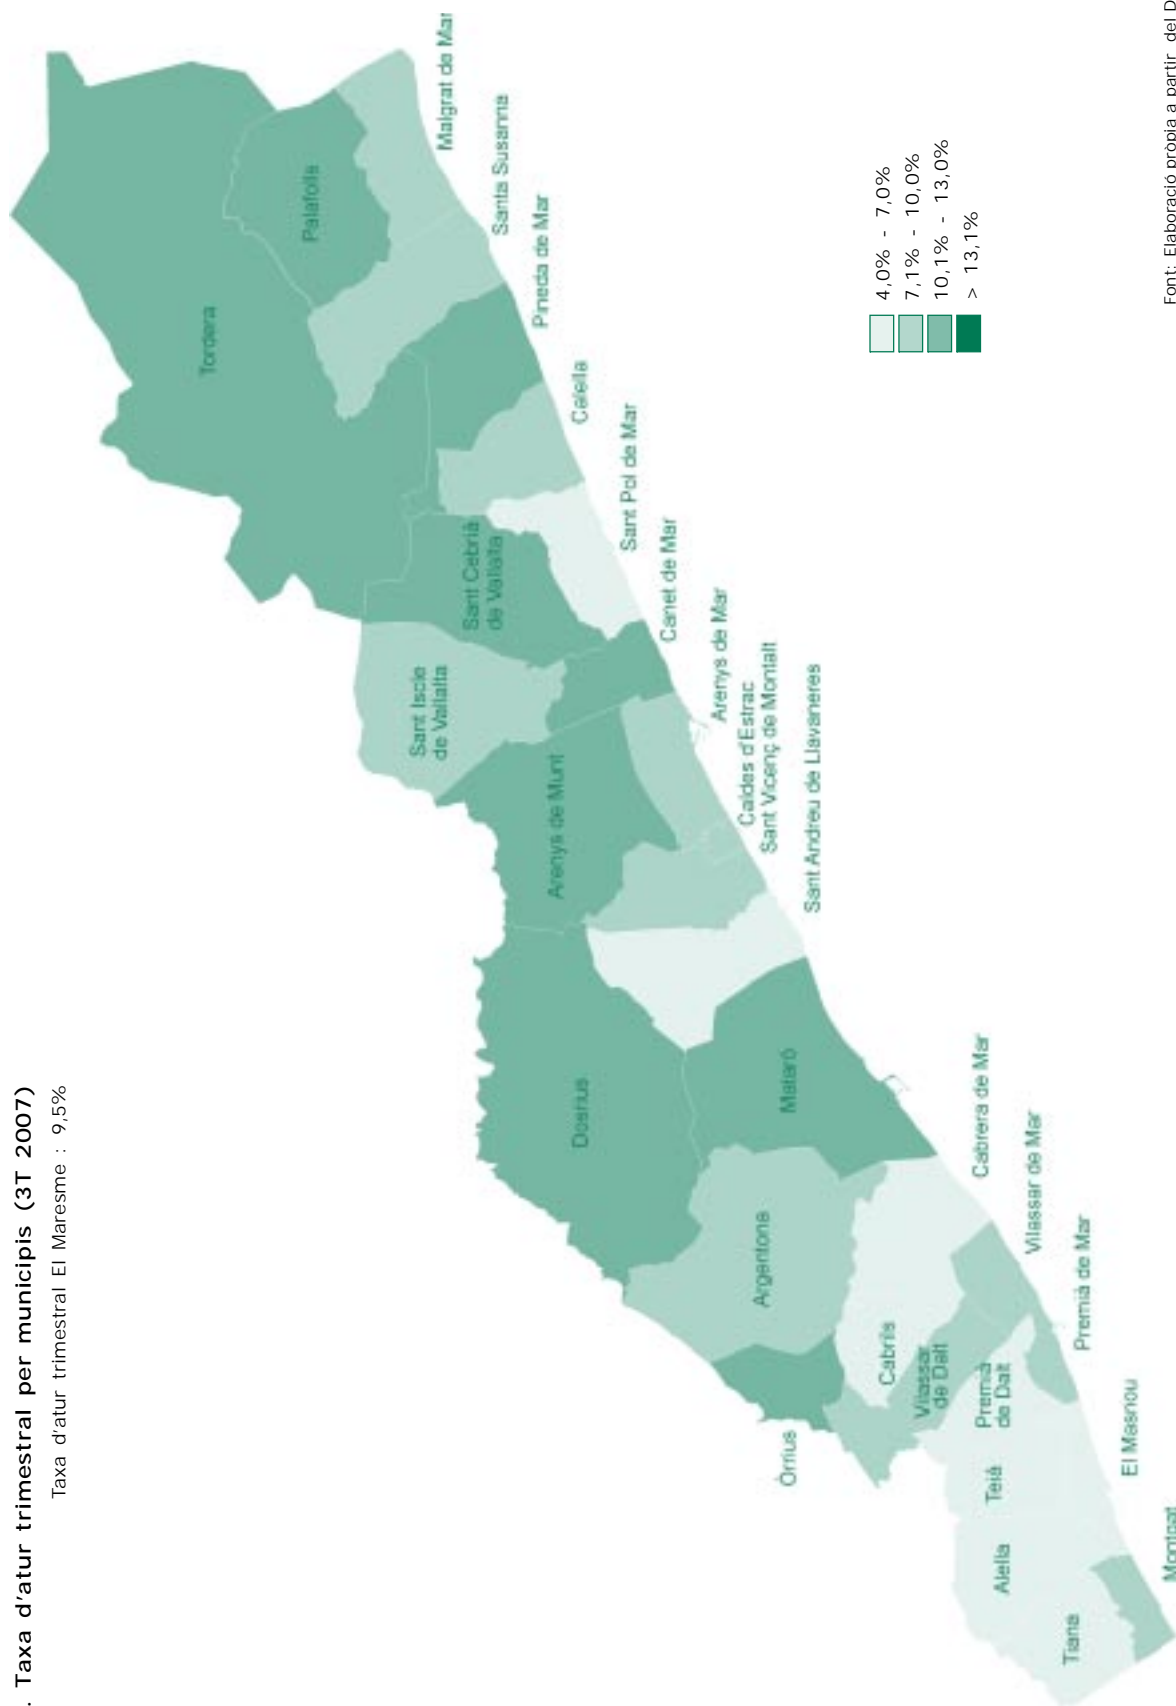 . Taxa d'atur trimestral per municipis (3T 2007)
Taxa d'atur trimestral El Maresme : 9,5%
Tordera
Palafolls
Malgrat de Mar
Santa Susanna
Pineda de Mar
Calella
Sant Pol de Mar
Sant Cebrià
de Vallalta
Canet de Mar
Sant Iscle
de Vallalta
Arenys de Mar
Arenys de Munt
Caldes d'Estrac
Sant Vicenç de Montalt
Sant Andreu de Llavaneres
Dosrius
Mataró
Cabrera de Mar
Argentona
Vilassar de Mar
Cabrils
Vilassar
de Dalt
Premià de Mar
Premià
de Dalt
Òrrius
El Masnou
Teià
Alella
Montgat
Tiana
4,0% - 7,0%
7,1% - 10,0%
10,1% - 13,0%
> 13,1%
Font: Elaboració pròpia a partir del D